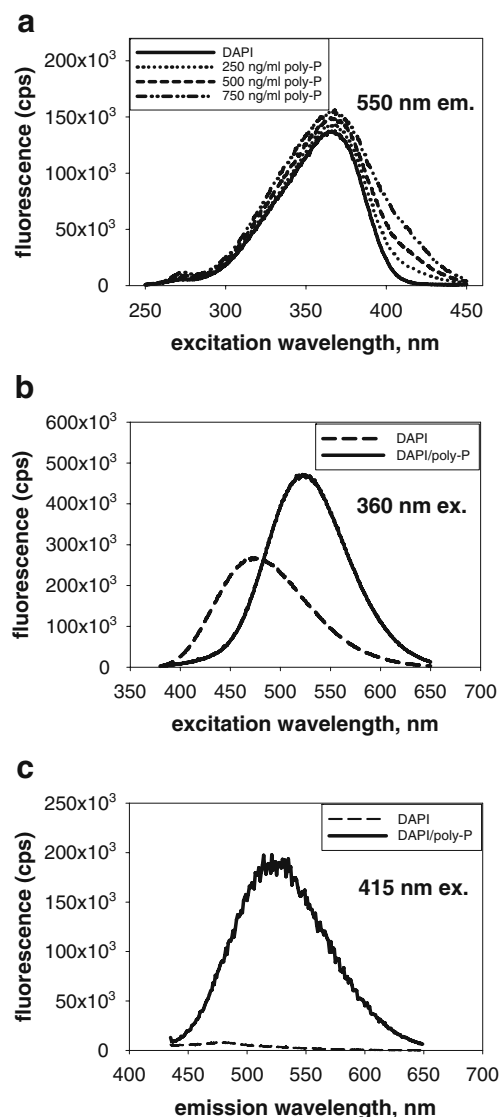 a
fluorescence (cps)
200x10³
150x10³
100x10³
50x10³
0
DAPI
250 ng/ml poly-P
500 ng/ml poly-P
750 ng/ml poly-P
550 nm em.
250 300 350 400 450
excitation wavelength, nm
b
fluorescence (cps)
600x10³
500x10³
400x10³
300x10³
200x10³
100x10³
0
DAPI
DAPI/poly-P
360 nm ex.
350 400 450 500 550 600 650 700
excitation wavelength, nm
c
fluorescence (cps)
250x10³
200x10³
150x10³
100x10³
50x10³
0
DAPI
DAPI/poly-P
415 nm ex.
400 450 500 550 600 650 700
emission wavelength, nm